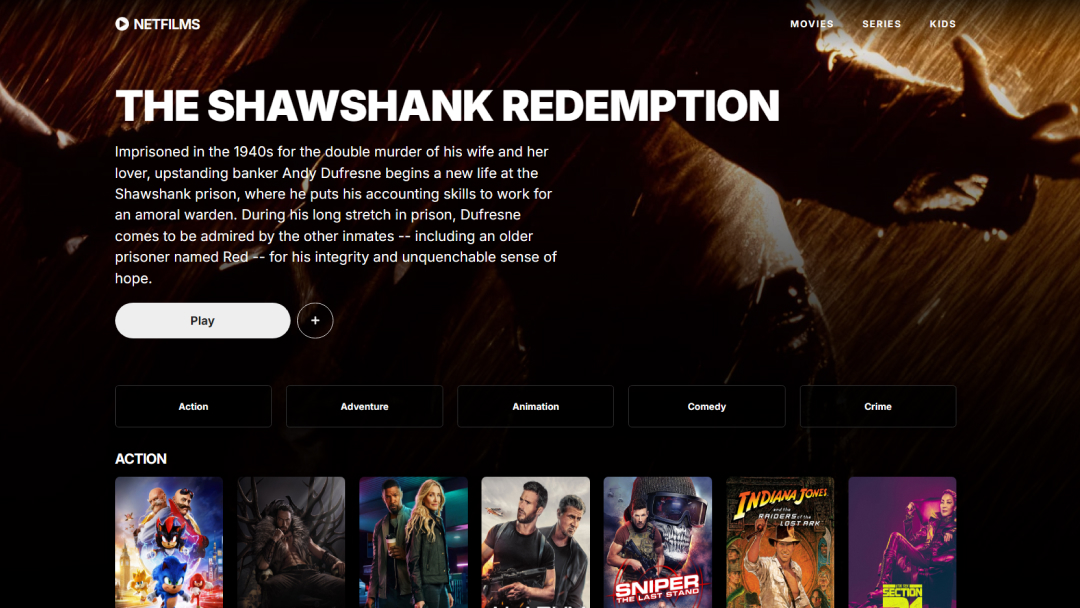 NETFILMS
MOVIES SERIES KIDS
THE SHAWSHANK REDEMPTION
Imprisoned in the 1940s for the double murder of his wife and her
lover, upstanding banker Andy Dufresne begins a new life at the
Shawshank prison, where he puts his accounting skills to work for
an amoral warden. During his long stretch in prison, Dufresne
comes to be admired by the other inmates -- including an older
prisoner named Red -- for his integrity and unquenchable sense of
hope.
Play
+
Action
Adventure
Animation
Comedy
Crime
ACTION
SNIPER
THE LAST STAND
INDIANA JONES
and the
RAIDERS of the
LOST ARK
SECTION